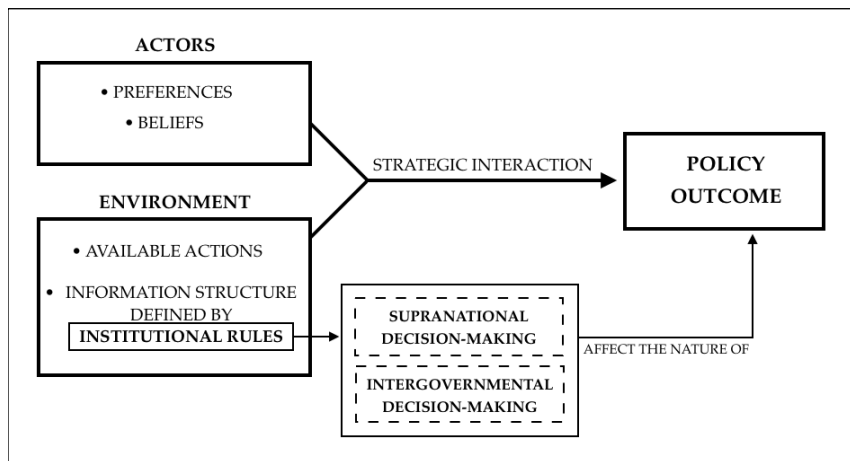 ACTORS
• PREFERENCES
• BELIEFS
ENVIRONMENT
• AVAILABLE ACTIONS
• INFORMATION STRUCTURE
DEFINED BY
INSTITUTIONAL RULES
STRATEGIC INTERACTION
POLICY
OUTCOME
SUPRANATIONAL
DECISION-MAKING
INTERGOVERNMENTAL
DECISION-MAKING
AFFECT THE NATURE OF